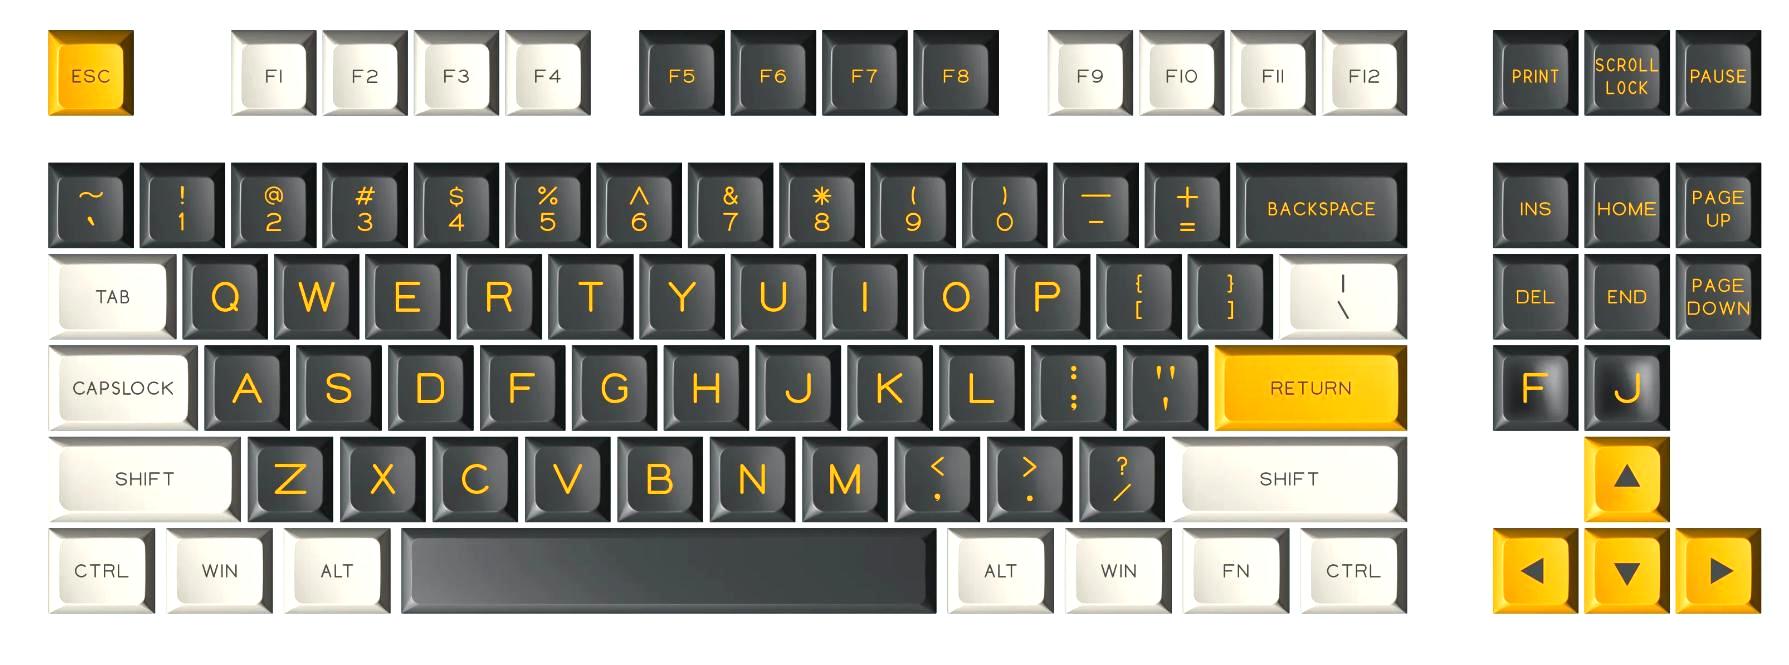 ESC F1 F2 F3 F4 F5 F6 F7 F8 F9 F10 F11 F12 PRINT SCROLL LOCK PAUSE
~ ! @ # $ % ^ & * ( ) — + BACKSPACE INS HOME PAGE UP
` 1 2 3 4 5 6 7 8 9 0 - =
TAB Q W E R T Y U I O P { [ } ] | \ DEL END PAGE DOWN
CAPSLOCK A S D F G H J K L : ; " ' RETURN F J
SHIFT Z X C V B N M < , > . ? / SHIFT ▲
CTRL WIN ALT ALT WIN FN CTRL ◀ ▼ ▶